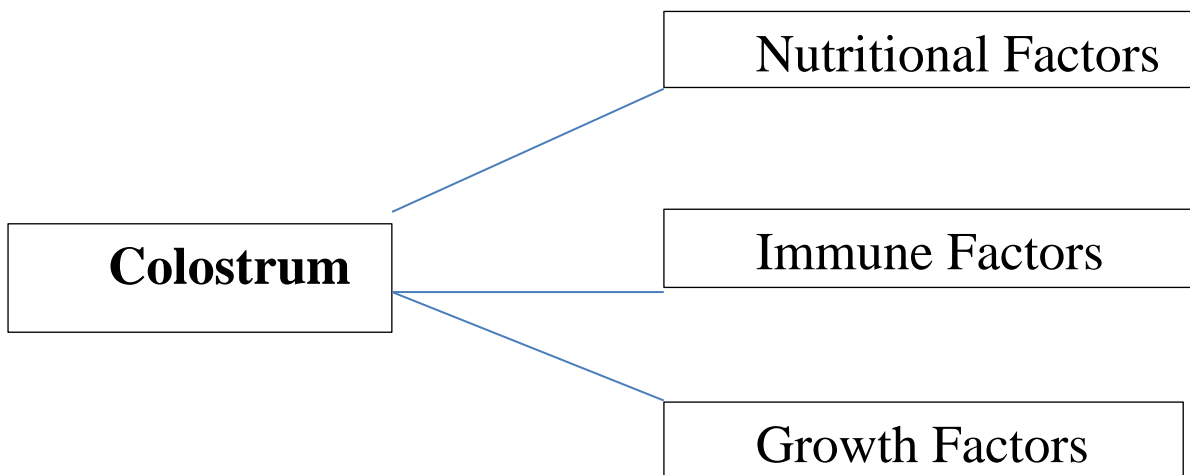 Nutritional Factors
Colostrum
Immune Factors
Growth Factors